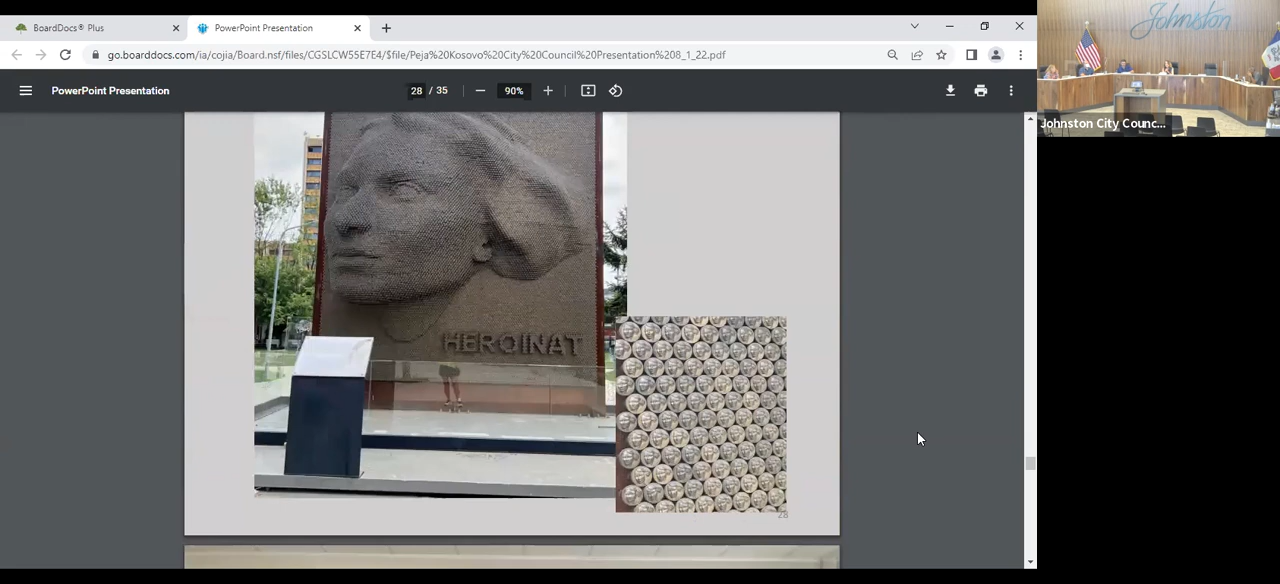 BoardDocs® Plus
PowerPoint Presentation
go.boarddocs.com/ia/cojia/Board.nsf/files/CGSLCW55E7E4/$file/Peja%20Kosovo%20City%20Council%20Presentation%208_1_22.pdf
PowerPoint Presentation
28 / 35
90%
Johnston
Johnston City Counc...
HEROINAT
28